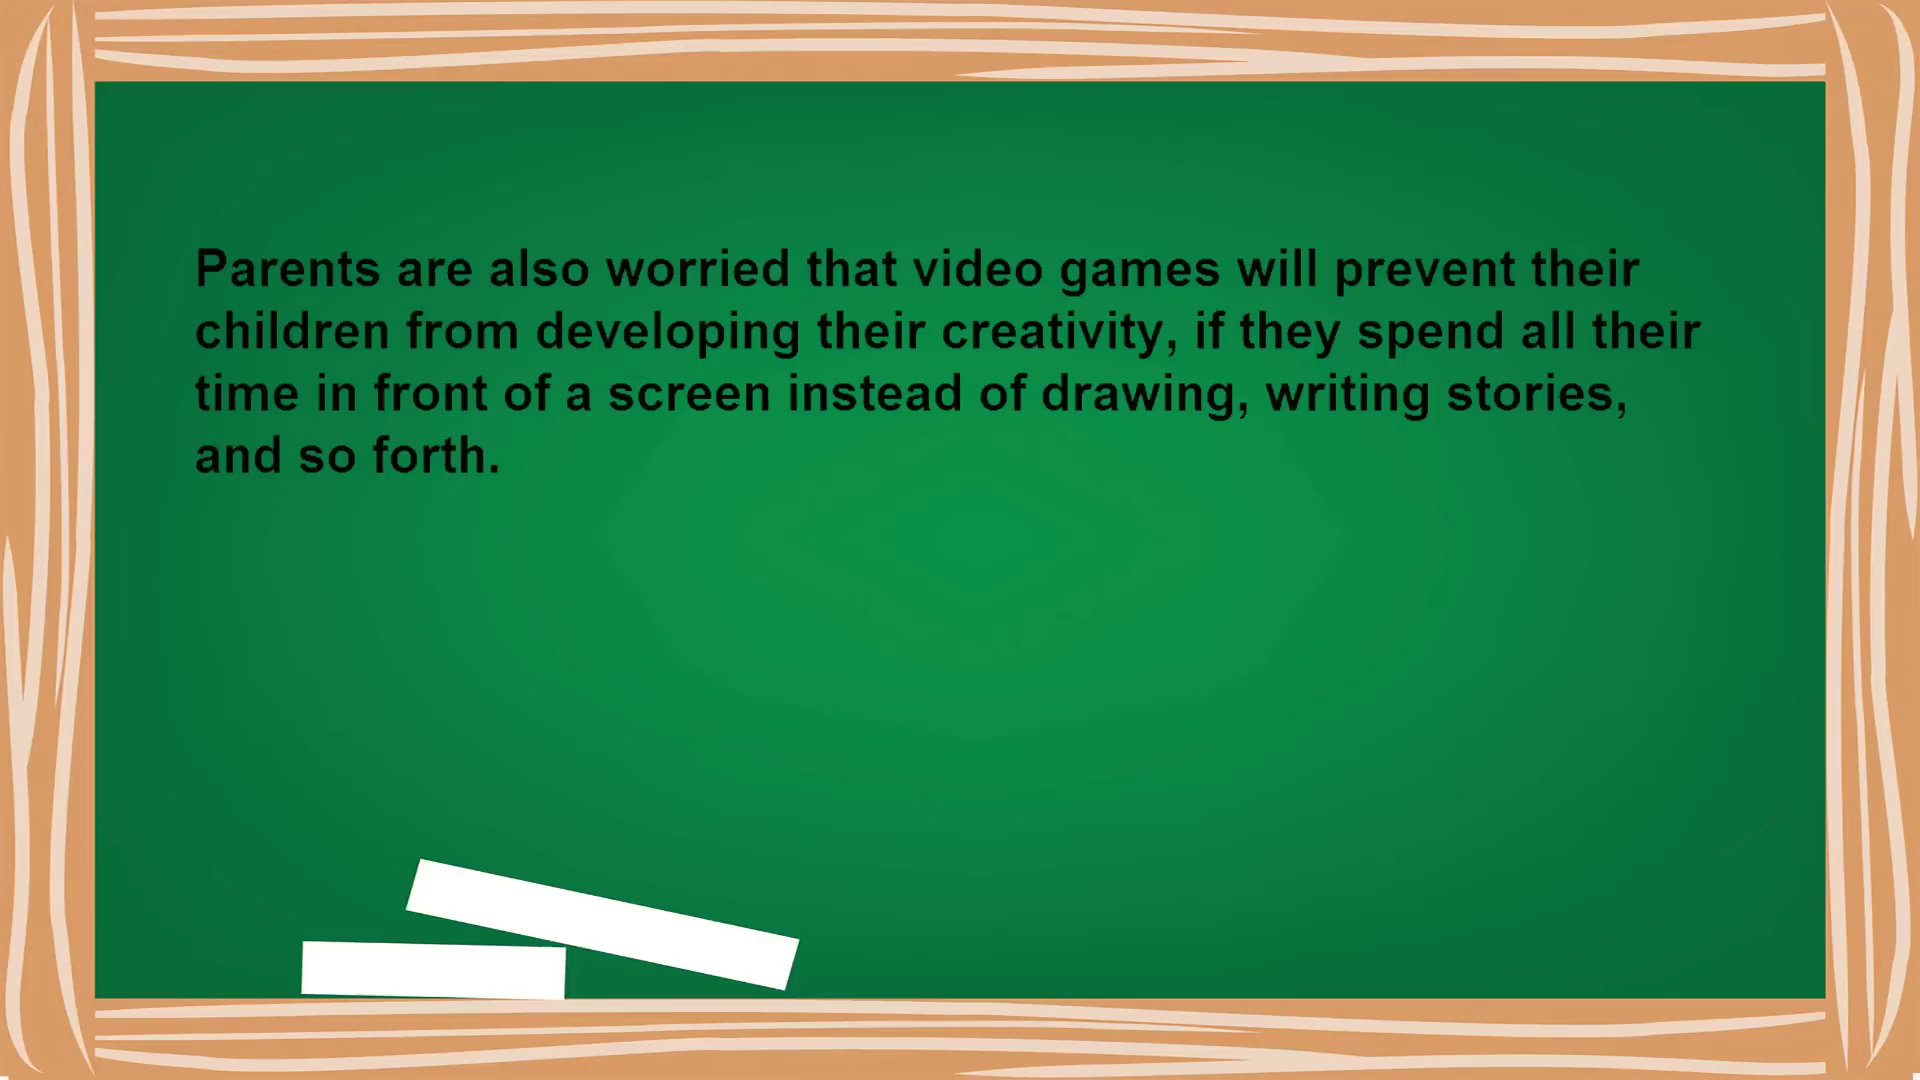 Parents are also worried that video games will prevent their
children from developing their creativity, if they spend all their
time in front of a screen instead of drawing, writing stories,
and so forth.